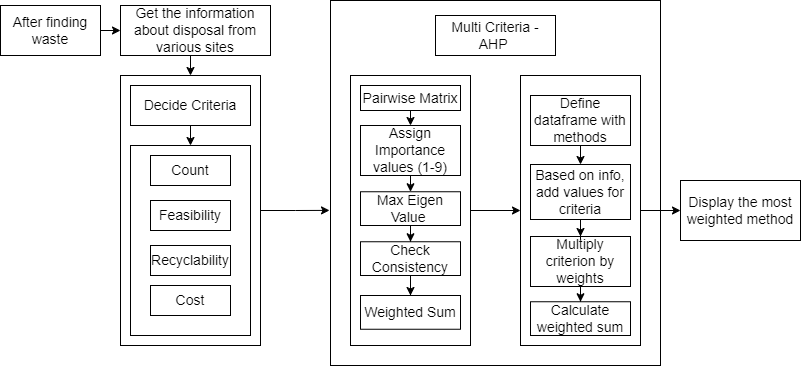 After finding
waste
Get the information
about disposal from
various sites
Decide Criteria
Count
Feasibility
Recyclability
Cost
Multi Criteria -
AHP
Pairwise Matrix
Assign
Importance
values (1-9)
Max Eigen
Value
Check
Consistency
Weighted Sum
Define
dataframe with
methods
Based on info,
add values for
criteria
Multiply
criterion by
weights
Calculate
weighted sum
Display the most
weighted method